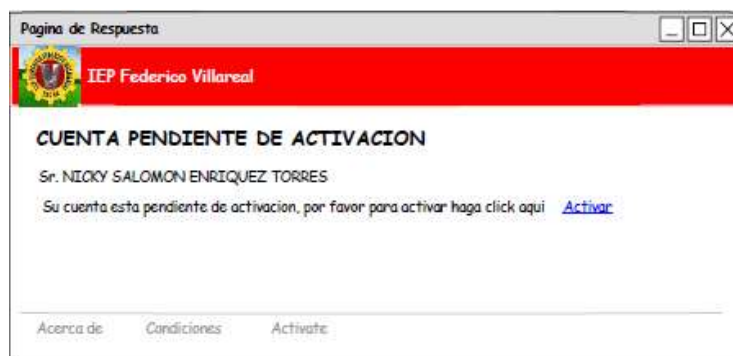 Pagina de Respuesta
IEP Federico Villareal
CUENTA PENDIENTE DE ACTIVACION
Sr. NICKY SALOMON ENRIQUEZ TORRES
Su cuenta esta pendiente de activacion, por favor para activar haga click aqui Activar
Acerca de Condiciones Activate